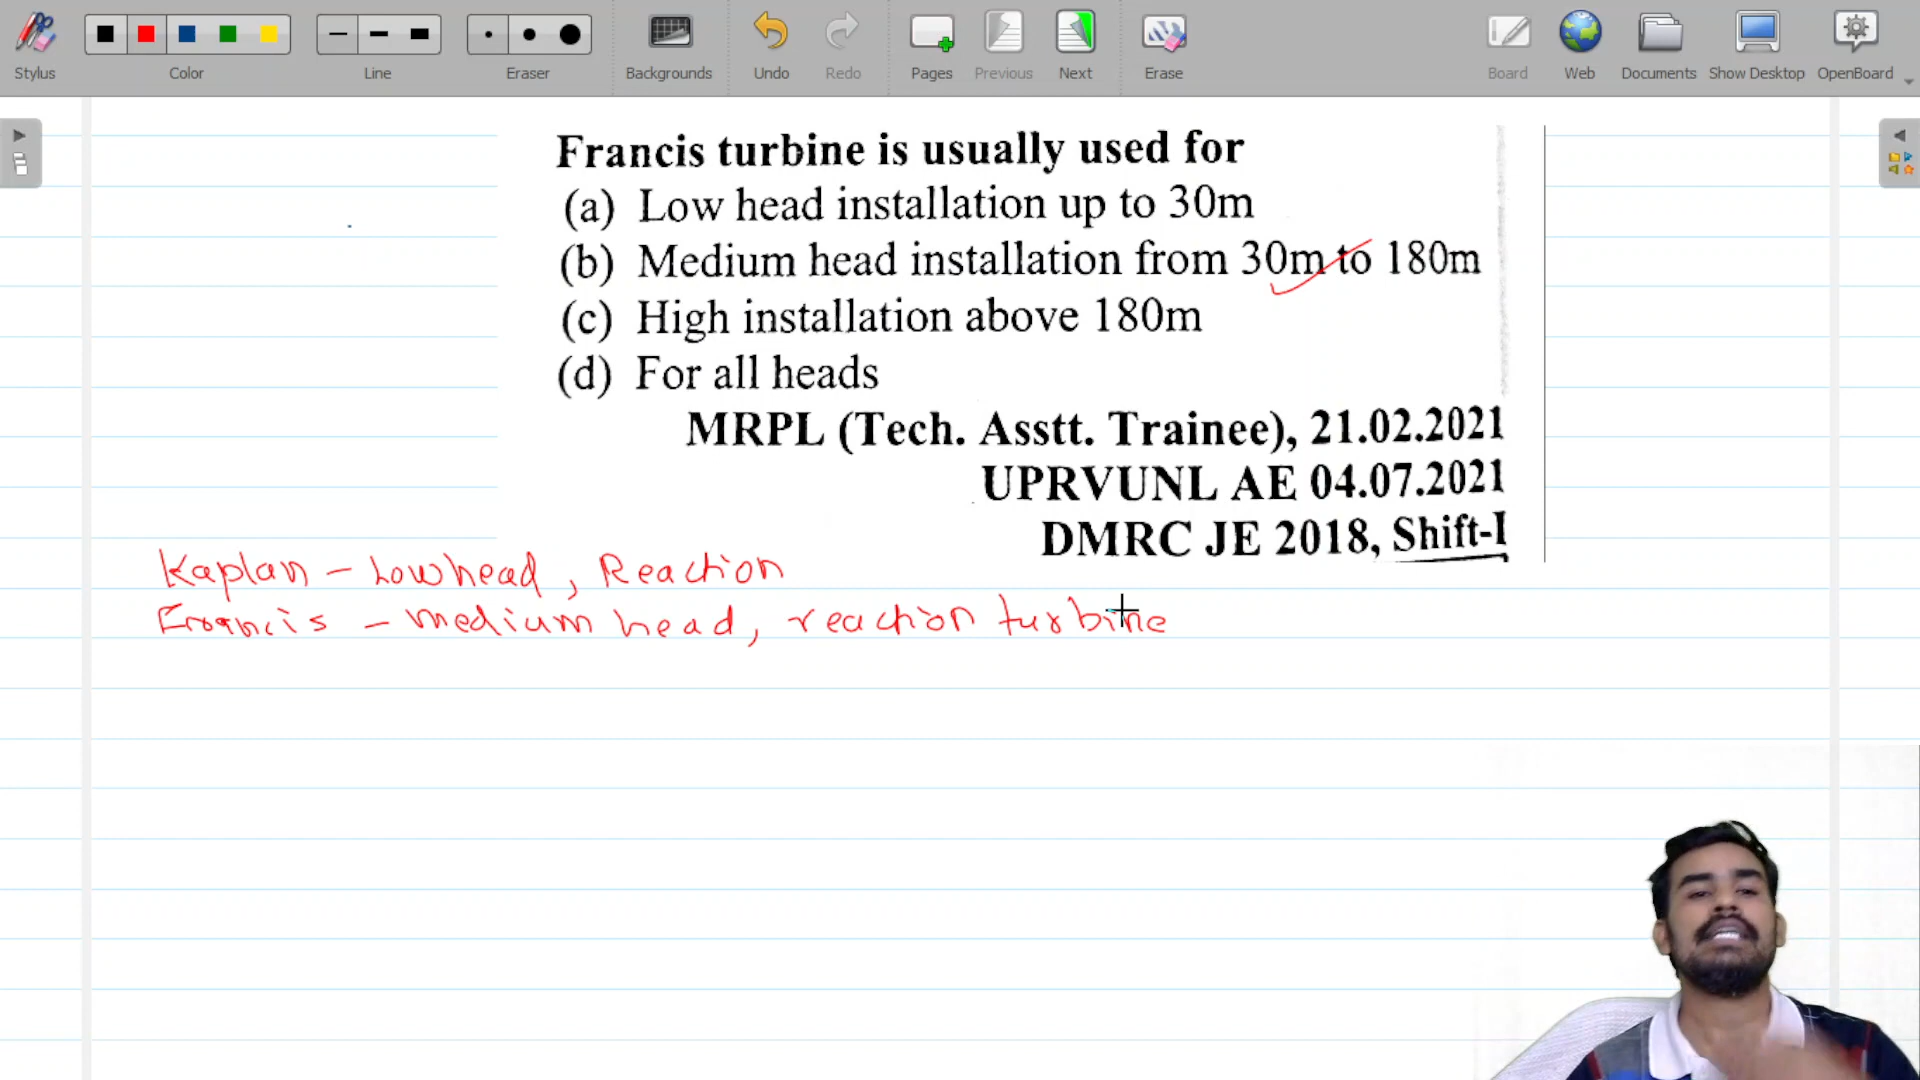 Stylus
Color
Line
Eraser
Backgrounds
Undo
Redo
Pages
Previous
Next
Erase
Board
Web
Documents
Show Desktop
OpenBoard
Francis turbine is usually used for
(a) Low head installation up to 30m
(b) Medium head installation from 30m to 180m
(c) High installation above 180m
(d) For all heads
MRPL (Tech. Asstt. Trainee), 21.02.2021
UPRVUNL AE 04.07.2021
DMRC JE 2018, Shift-I
Kaplan - Low head, Reaction
Francis - medium head, reaction turbine